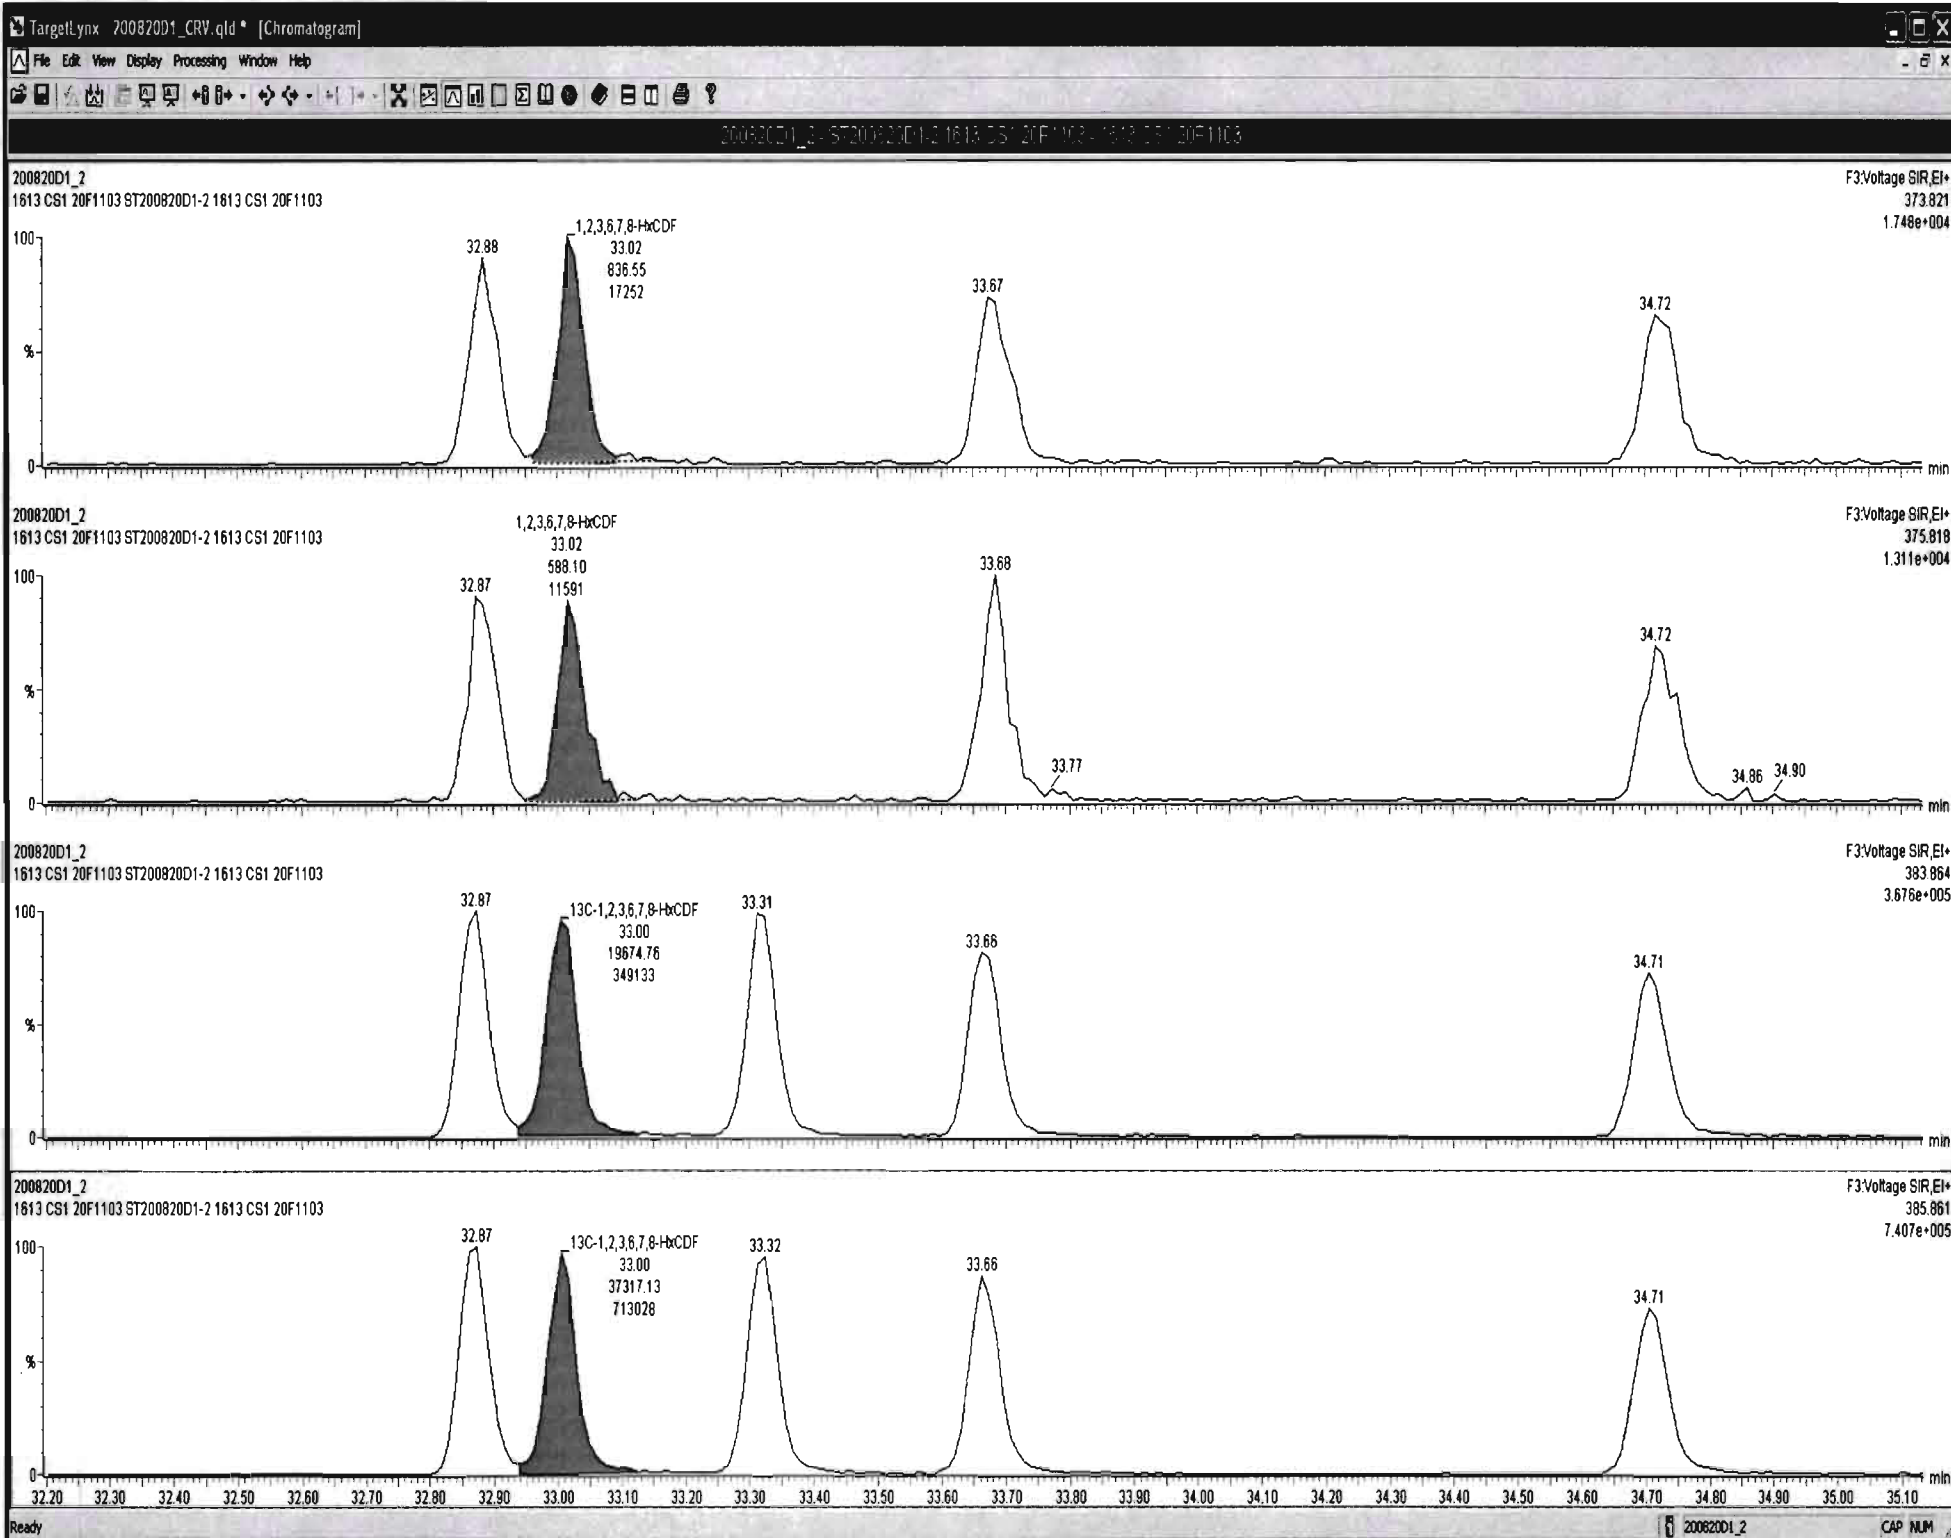 TargetLynx 200820D1_CRV.qld * [Chromatogram]
File Edit View Display Processing Window Help
200820D1_2
1613 CS1 20F1103 ST200820D1-2 1613 CS1 20F1103
F3:Voltage SIR,EI+
373.821
1.748e+004
100
%
0
32.88
1,2,3,6,7,8-HxCDF
33.02
836.55
17252
33.67
34.72
min
200820D1_2
1613 CS1 20F1103 ST200820D1-2 1613 CS1 20F1103
F3:Voltage SIR,EI+
375.818
1.311e+004
100
%
0
32.87
1,2,3,6,7,8-HxCDF
33.02
588.10
11591
33.68
33.77
34.72
34.86
34.90
min
200820D1_2
1613 CS1 20F1103 ST200820D1-2 1613 CS1 20F1103
F3:Voltage SIR,EI+
383.864
3.676e+005
100
%
0
32.87
13C-1,2,3,6,7,8-HxCDF
33.00
19674.76
349133
33.31
33.66
34.71
min
200820D1_2
1613 CS1 20F1103 ST200820D1-2 1613 CS1 20F1103
F3:Voltage SIR,EI+
385.861
7.407e+005
100
%
0
32.87
13C-1,2,3,6,7,8-HxCDF
33.00
37317.13
713028
33.32
33.66
34.71
min
32.20 32.30 32.40 32.50 32.60 32.70 32.80 32.90 33.00 33.10 33.20 33.30 33.40 33.50 33.60 33.70 33.80 33.90 34.00 34.10 34.20 34.30 34.40 34.50 34.60 34.70 34.80 34.90 35.00 35.10
Ready
200820D1_2
CAP NUM